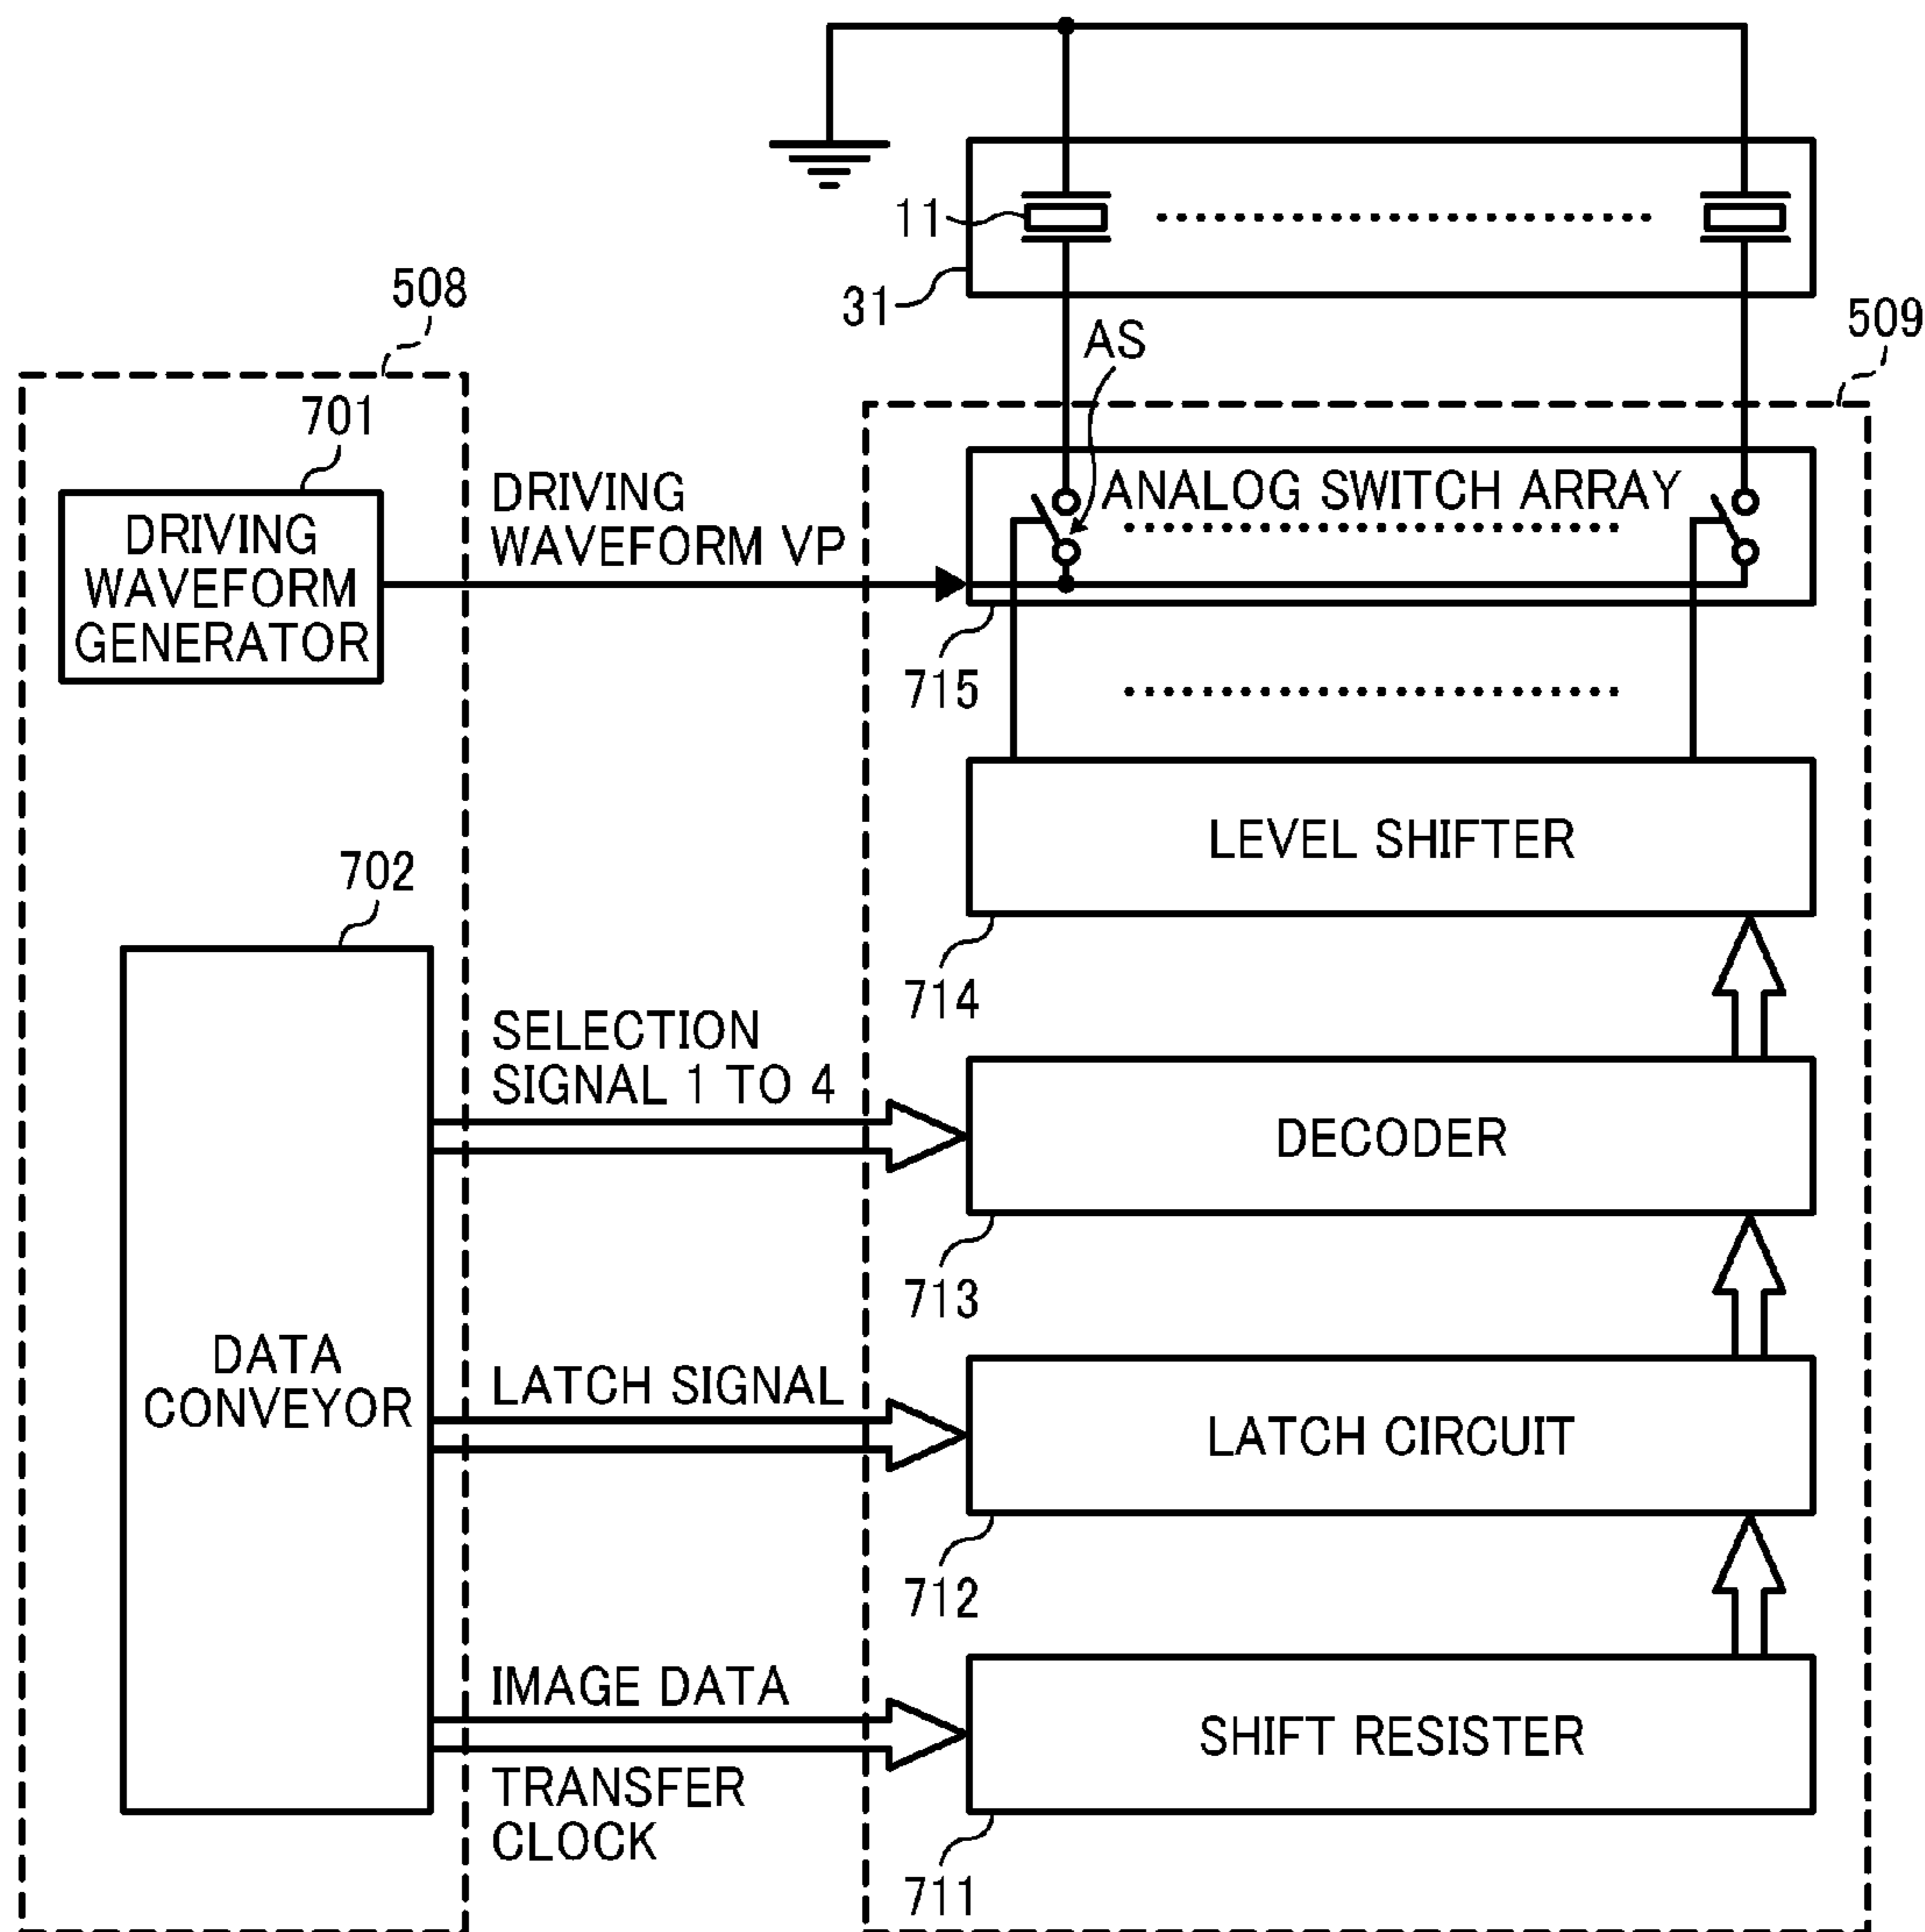 11
31
508
509
AS
701
DRIVING
WAVEFORM
GENERATOR
DRIVING
WAVEFORM VP
ANALOG SWITCH ARRAY
715
LEVEL SHIFTER
714
702
DATA
CONVEYOR
SELECTION
SIGNAL 1 TO 4
DECODER
713
LATCH SIGNAL
LATCH CIRCUIT
712
IMAGE DATA
TRANSFER
CLOCK
SHIFT RESISTER
711